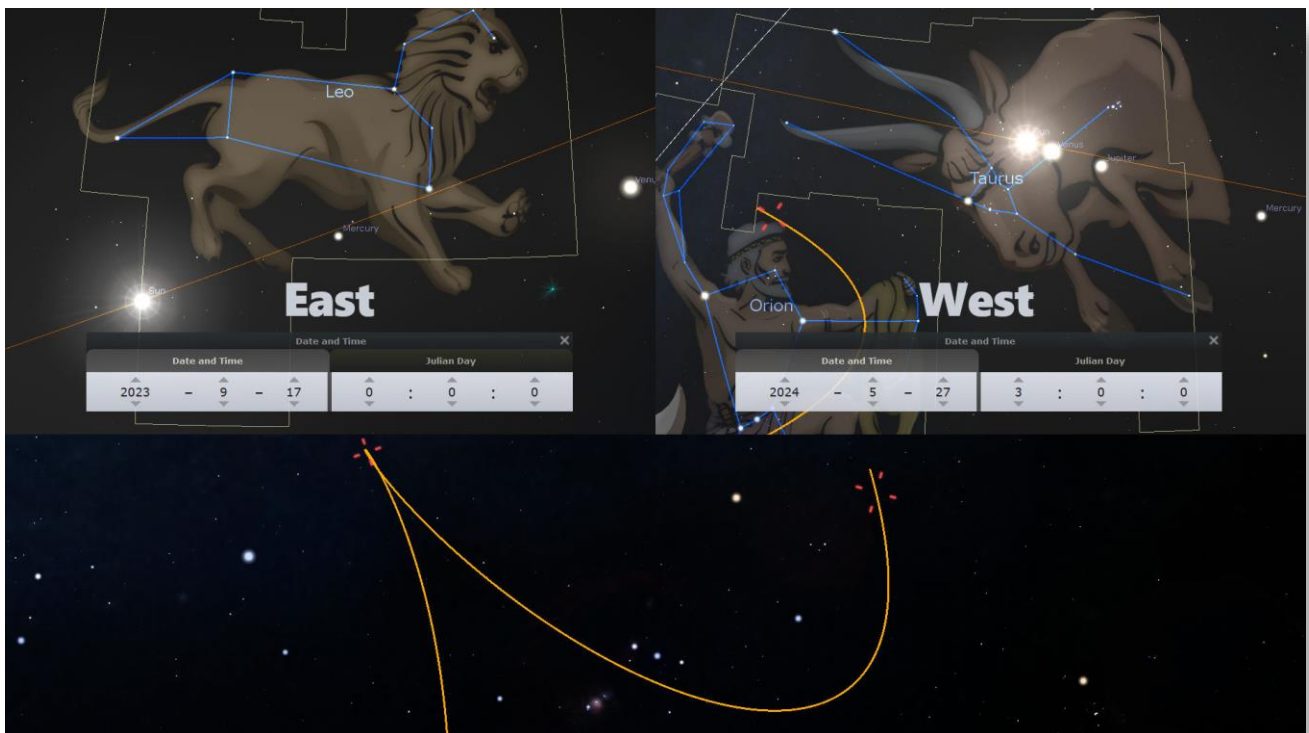 Leo
Mercury
Venu
Sun
East
Date and Time
Date and Time
Julian Day
2023 – 9 – 17
0 : 0 : 0
Sun
Venus
Jupiter
Taurus
Mercury
Orion
West
Date and Time
Date and Time
Julian Day
2024 – 5 – 27
3 : 0 : 0